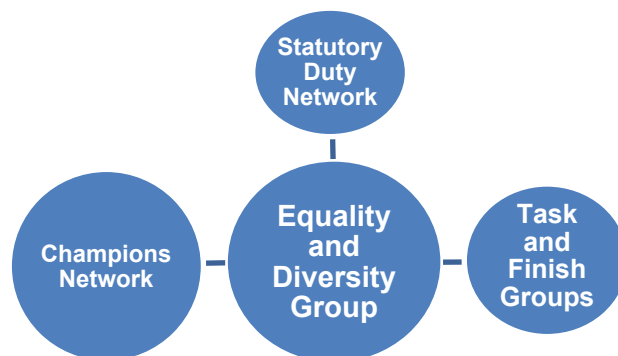 Statutory
Duty
Network
Equality
and
Diversity
Group
Champions
Network
Task
and
Finish
Groups